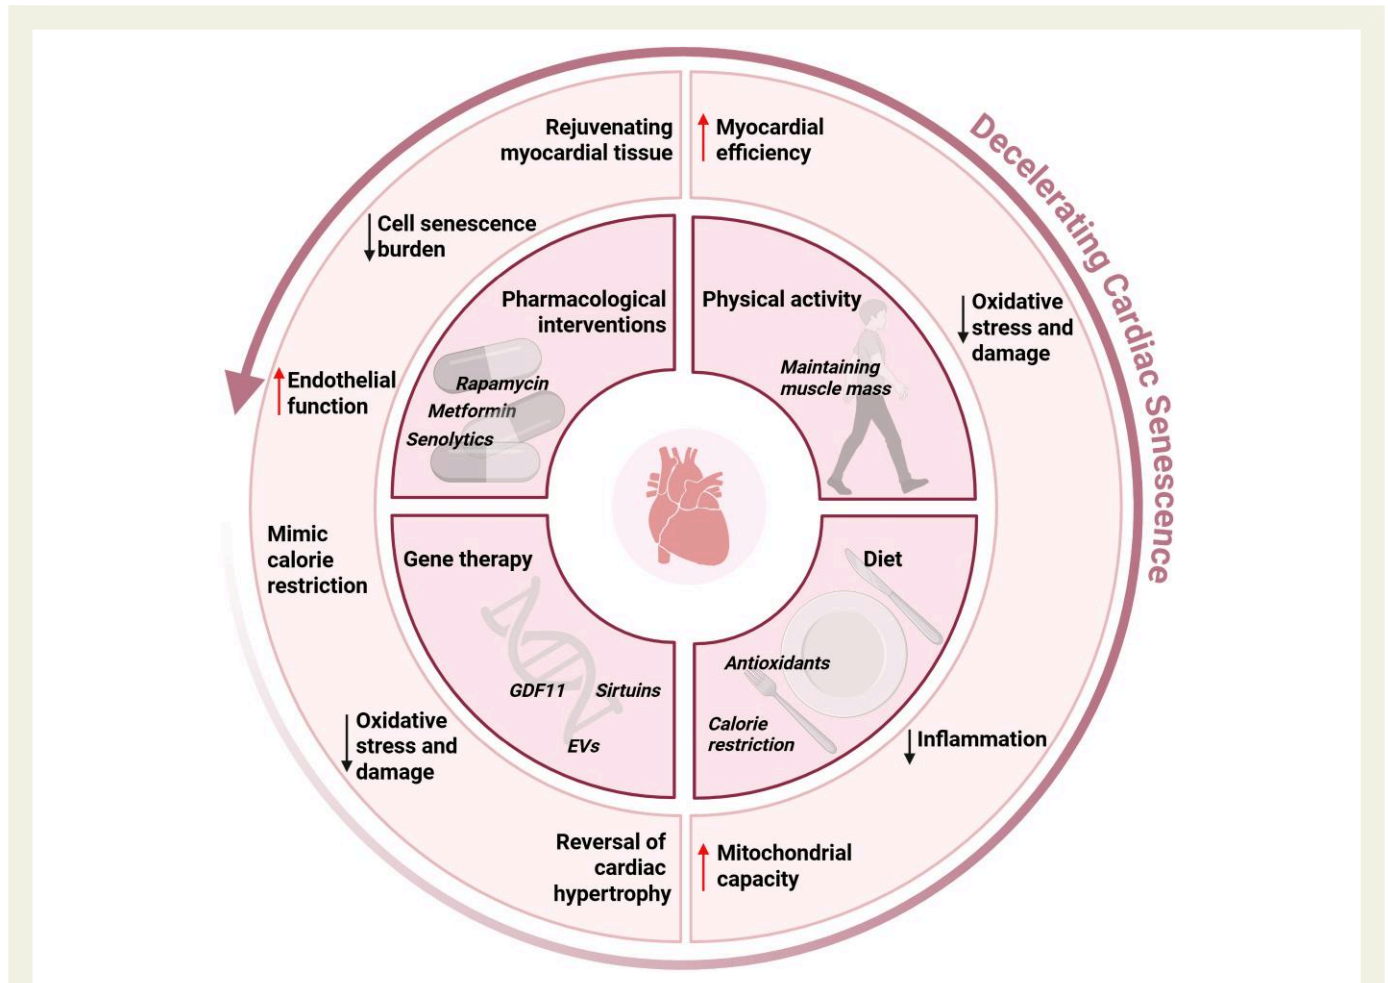 Decelerating Cardiac Senescence
Rejuvenating
myocardial tissue
Myocardial
efficiency
Cell senescence
burden
Oxidative
stress and
damage
Endothelial
function
Pharmacological
interventions
Rapamycin
Metformin
Senolytics
Physical activity
Maintaining
muscle mass
Mimic
calorie
restriction
Gene therapy
GDF11 Sirtuins
EVs
Diet
Antioxidants
Calorie
restriction
Oxidative
stress and
damage
Inflammation
Reversal of
cardiac
hypertrophy
Mitochondrial
capacity